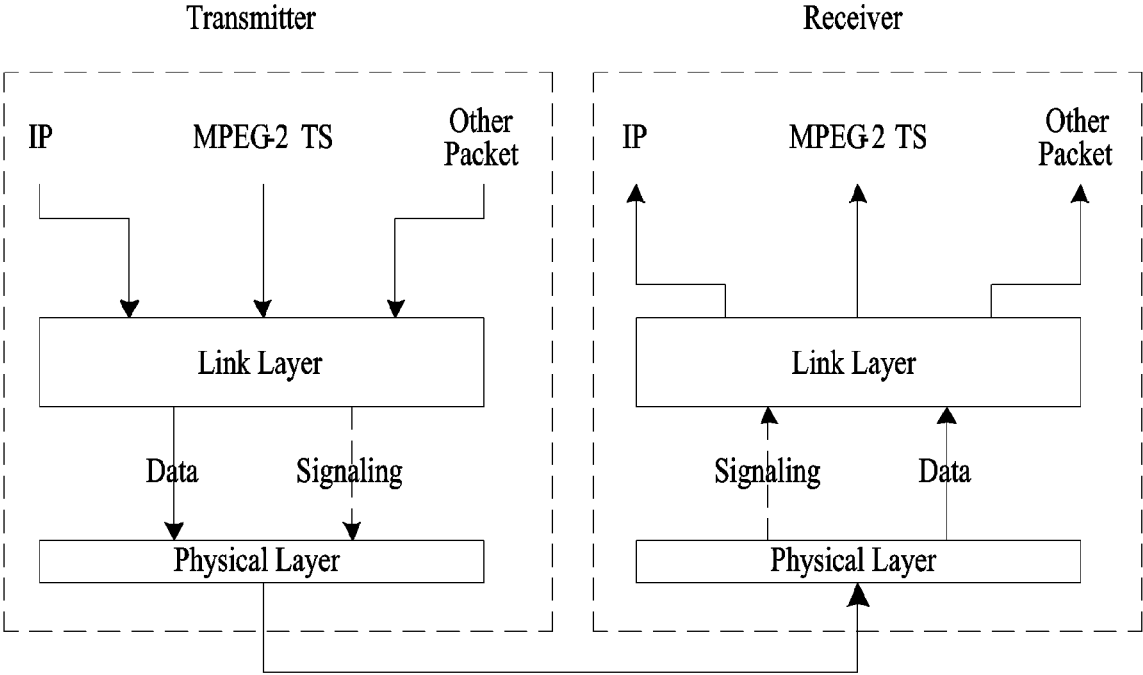 Transmitter
Receiver
IP
MPEG-2 TS
Other
Packet
IP
MPEG-2 TS
Other
Packet
Link Layer
Link Layer
Data
Signaling
Signaling
Data
Physical Layer
Physical Layer